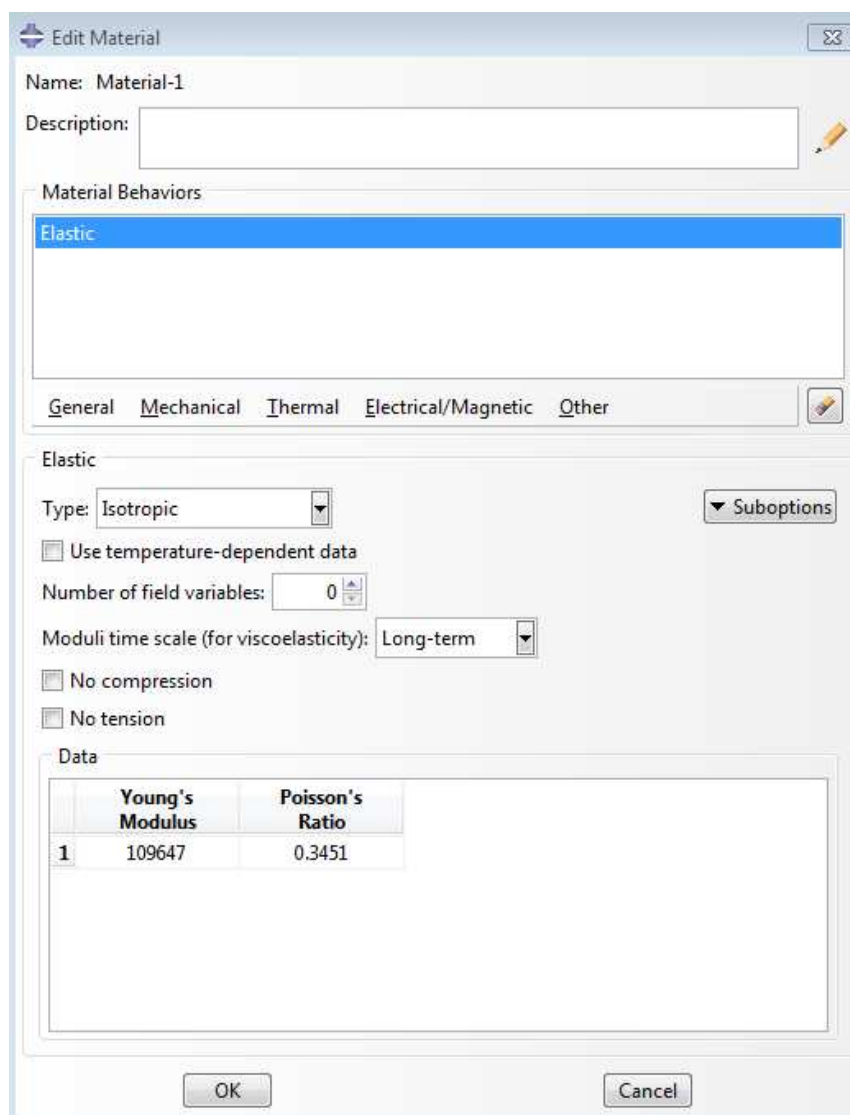 Edit Material
Name: Material-1
Description:
Material Behaviors
Elastic
General Mechanical Thermal Electrical/Magnetic Other
Elastic
Type: Isotropic Suboptions
Use temperature-dependent data
Number of field variables: 0
Moduli time scale (for viscoelasticity): Long-term
No compression
No tension
Data
Young's Poisson's
Modulus Ratio
1 109647 0.3451
OK Cancel